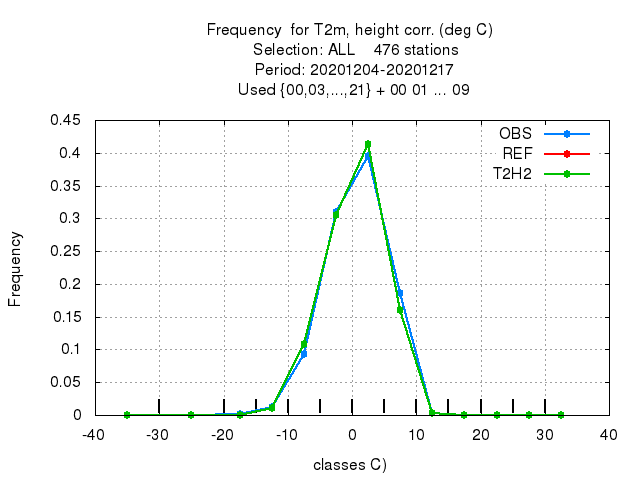 Frequency  for T2m, height corr. (deg C)
Selection: ALL    476 stations
Period: 20201204-20201217
Used {00,03,...,21} + 00 01 ... 09
OBS
REF
T2H2
Frequency
0.45
0.4
0.35
0.3
0.25
0.2
0.15
0.1
0.05
0
-40 -30 -20 -10 0 10 20 30 40
classes C)